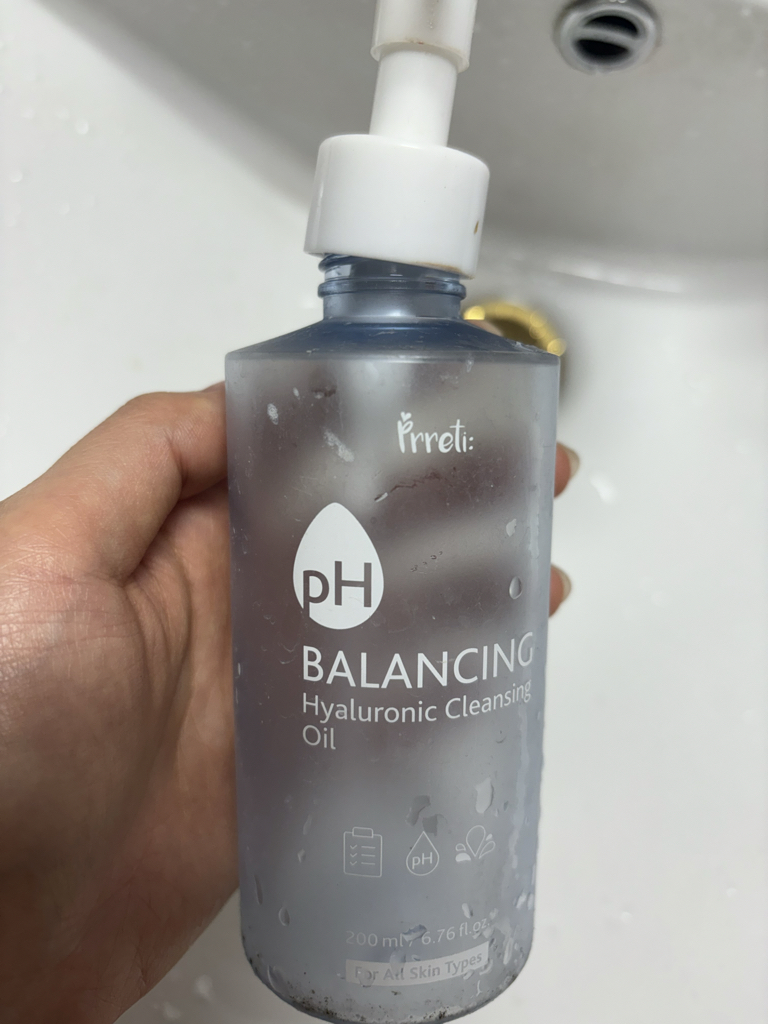 Prreti:
pH
BALANCING
Hyaluronic Cleansing
Oil
pH
200 ml / 6.76 fl.oz.
For All Skin Types